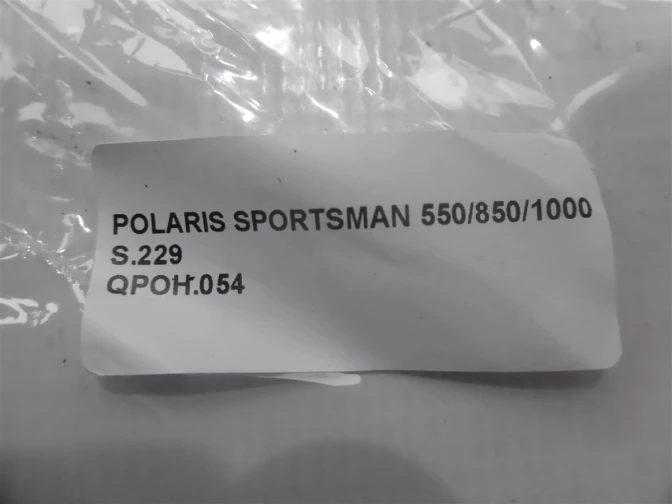 POLARIS SPORTSMAN 550/850/1000
S.229
QPOH.054